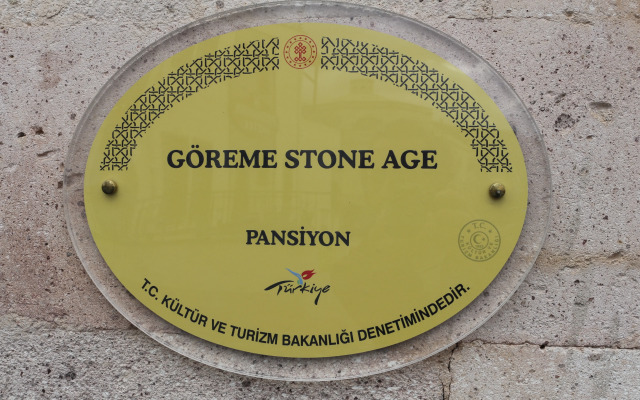 GÖREME STONE AGE
PANSİYON
Türkiye
T.C. KÜLTÜR VE TURİZM BAKANLIĞI DENETİMİNDEDİR.